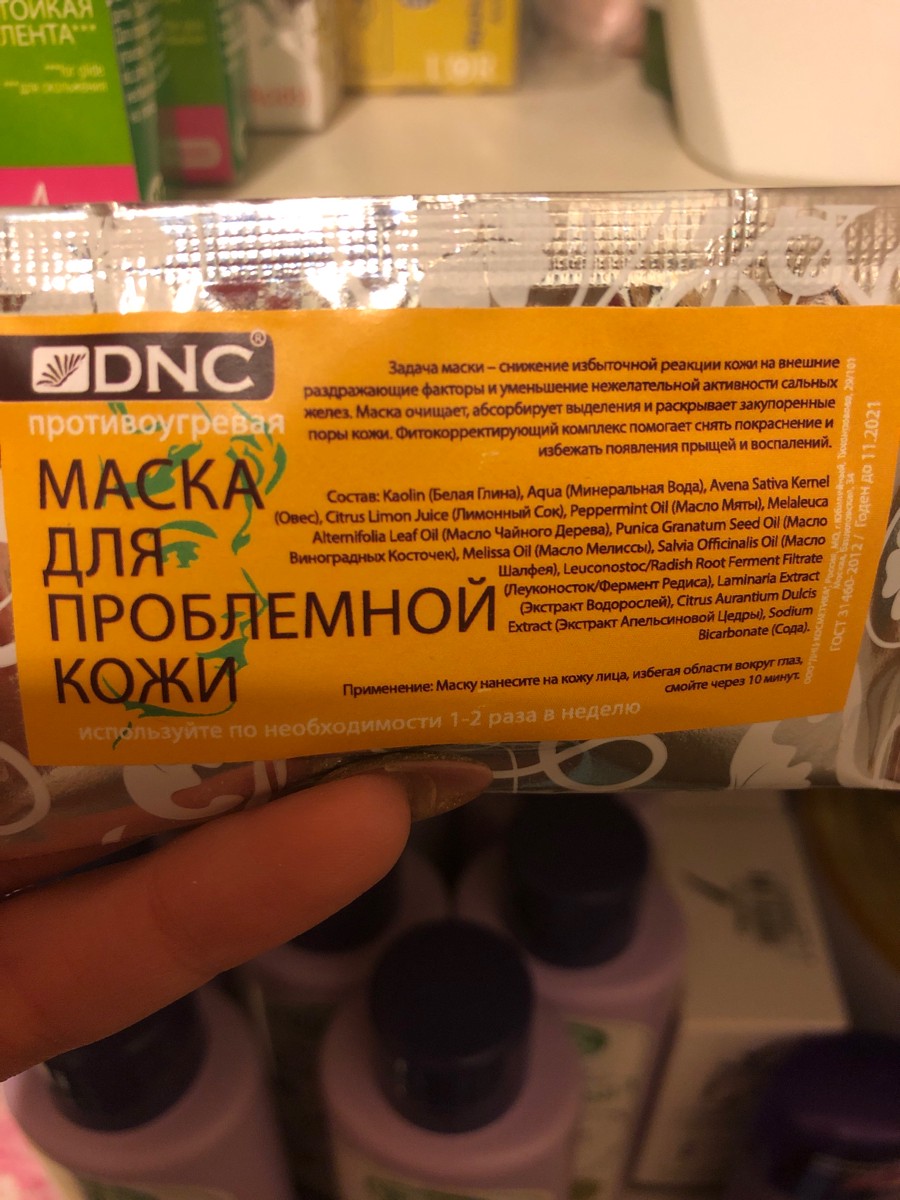 ТОЙКАЯ
ЛЕНТА***
***for glide
***для скольжения
DNC®
противоугревая
МАСКА
ДЛЯ
ПРОБЛЕМНОЙ
КОЖИ
используйте по необходимости 1-2 раза в неделю
Задача маски – снижение избыточной реакции кожи на внешние
раздражающие факторы и уменьшение нежелательной активности сальных
желез. Маска очищает, абсорбирует выделения и раскрывает закупоренные
поры кожи. Фитокорректирующий комплекс помогает снять покраснение и
избежать появления прыщей и воспалений.
Состав: Kaolin (Белая Глина), Aqua (Минеральная Вода), Avena Sativa Kernel
(Овес), Citrus Limon Juice (Лимонный Сок), Peppermint Oil (Масло Мяты), Melaleuca
Alternifolia Leaf Oil (Масло Чайного Дерева), Punica Granatum Seed Oil (Масло
Виноградных Косточек), Melissa Oil (Масло Мелиссы), Salvia Officinalis Oil (Масло
Шалфея), Leuconostoc/Radish Root Ferment Filtrate
(Леуконосток/Фермент Редиса), Laminaria Extract
(Экстракт Водорослей), Citrus Aurantium Dulcis
Extract (Экстракт Апельсиновой Цедры), Sodium
Bicarbonate (Сода).
Применение: Маску нанесите на кожу лица, избегая области вокруг глаз,
смойте через 10 минут.
ГОСТ 31460-2012 / Годен до 11.2021